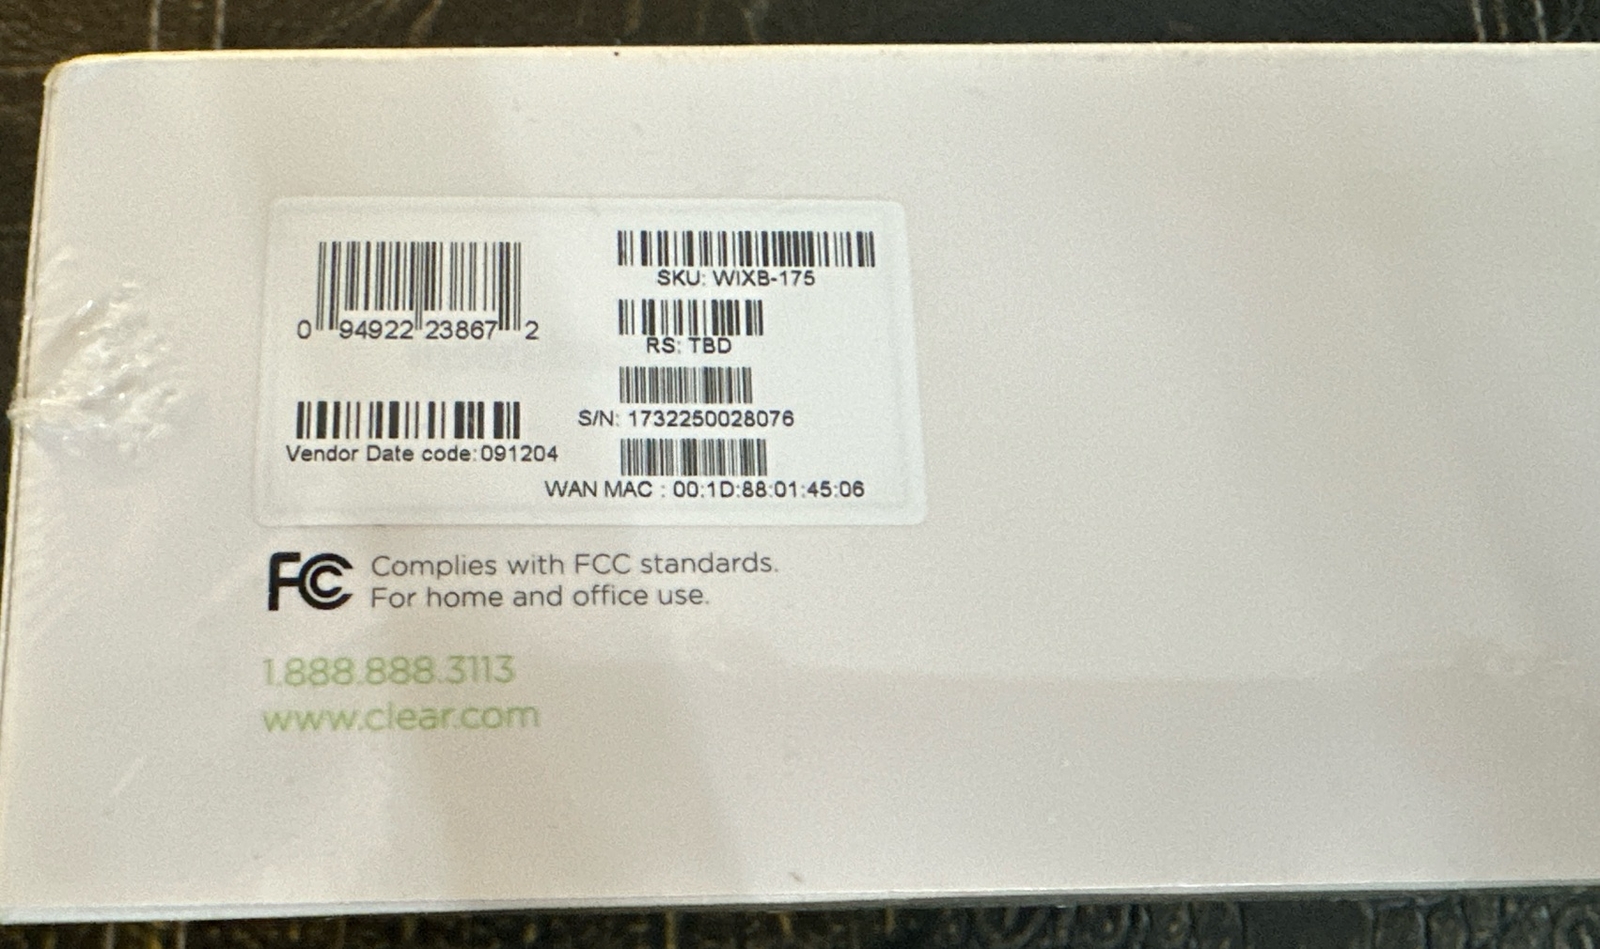 0 94922 23867 2
Vendor Date code:091204
SKU: WIXB-175
RS: TBD
S/N: 1732250028076
WAN MAC : 00:1D:88:01:45:06
FC Complies with FCC standards.
For home and office use.
1.888.888.3113
www.clear.com